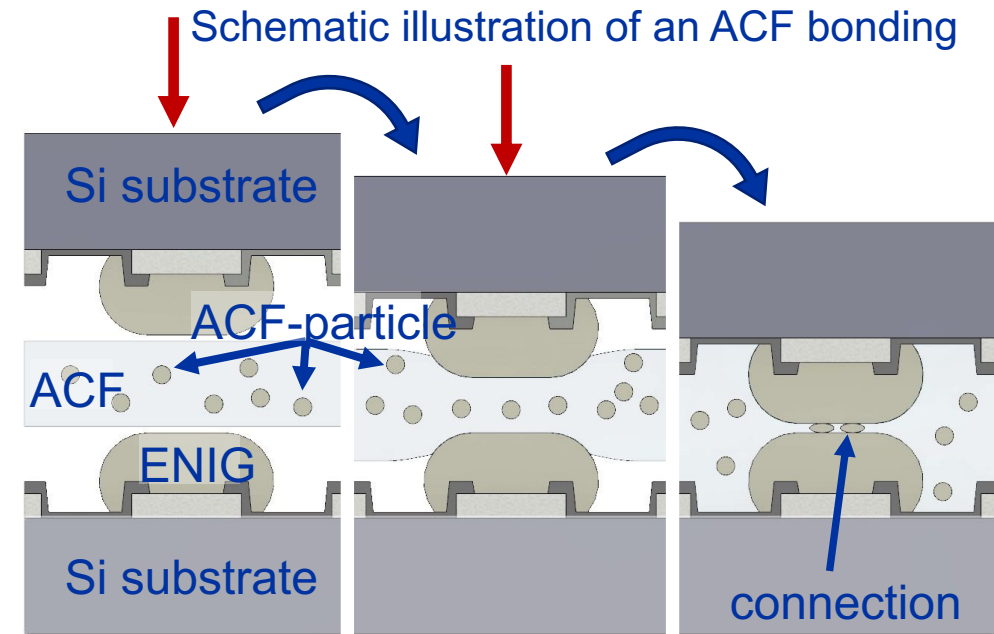 Schematic illustration of an ACF bonding
Si substrate
ACF-particle
ACF
ENIG
Si substrate
connection